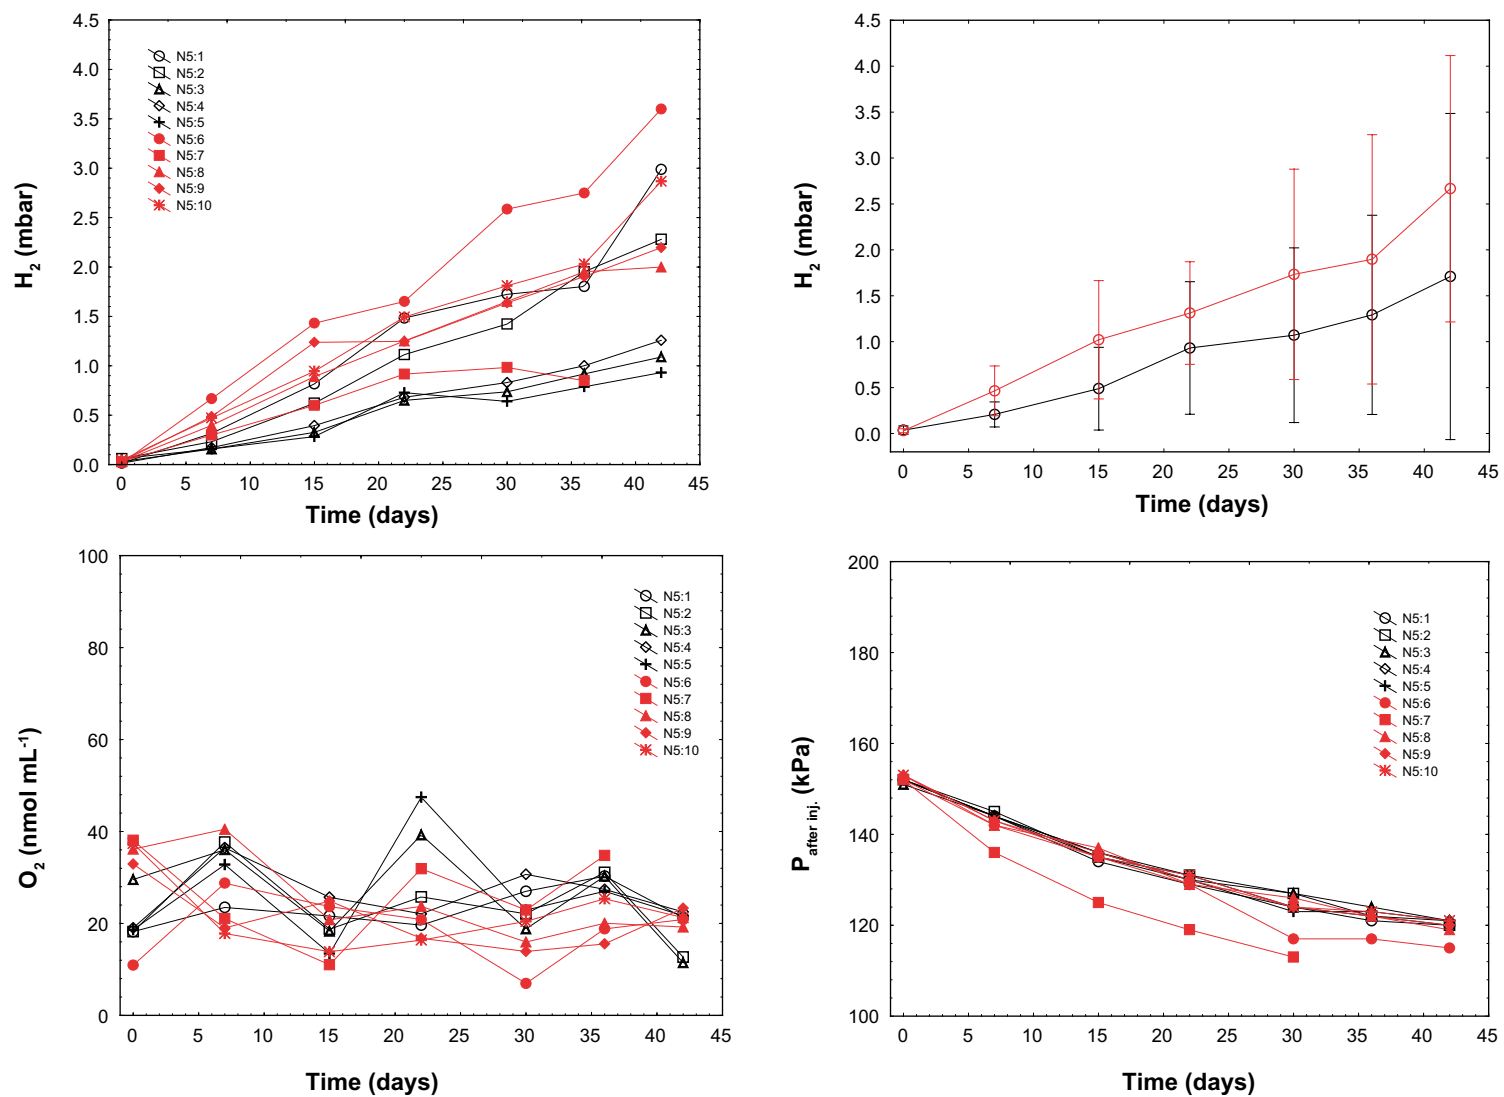 4.5
4.0
3.5
3.0
2.5
2.0
1.5
1.0
0.5
0.0
H2 (mbar)
N5:1
N5:2
N5:3
N5:4
N5:5
N5:6
N5:7
N5:8
N5:9
N5:10
0 5 10 15 20 25 30 35 40 45
Time (days)
4.5
4.0
3.5
3.0
2.5
2.0
1.5
1.0
0.5
0.0
H2 (mbar)
0 5 10 15 20 25 30 35 40 45
Time (days)
100
80
60
40
20
0
O2 (nmol mL-1)
N5:1
N5:2
N5:3
N5:4
N5:5
N5:6
N5:7
N5:8
N5:9
N5:10
0 5 10 15 20 25 30 35 40 45
Time (days)
200
180
160
140
120
100
Pafter inj. (kPa)
N5:1
N5:2
N5:3
N5:4
N5:5
N5:6
N5:7
N5:8
N5:9
N5:10
0 5 10 15 20 25 30 35 40 45
Time (days)